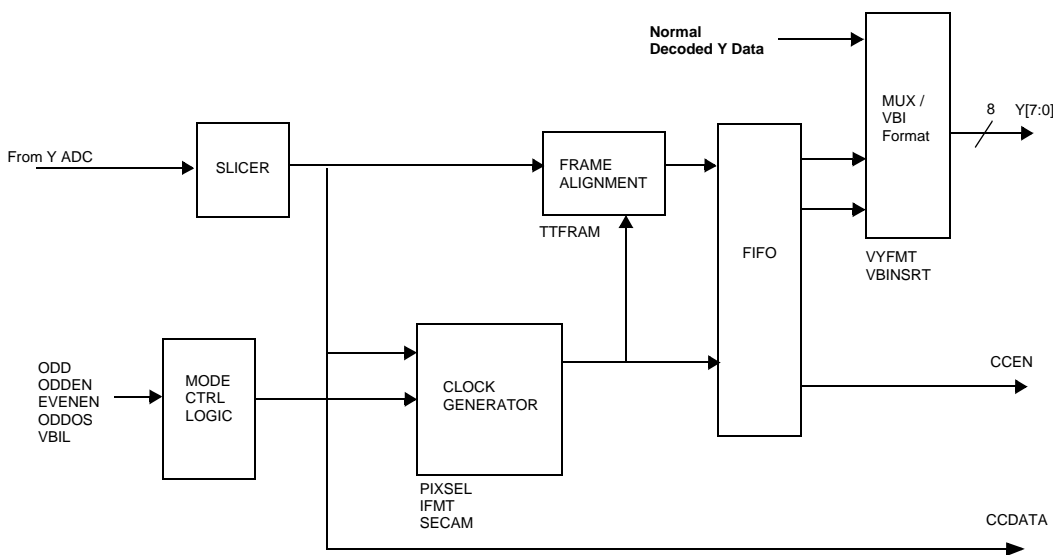 Normal
Decoded Y Data
MUX /
VBI
Format
8
Y[7:0]
From Y ADC
SLICER
FRAME
ALIGNMENT
TTFRAM
FIFO
VYFMT
VBINSRT
ODD
ODDEN
EVENEN
ODDOS
VBIL
MODE
CTRL
LOGIC
CLOCK
GENERATOR
PIXSEL
IFMT
SECAM
CCEN
CCDATA